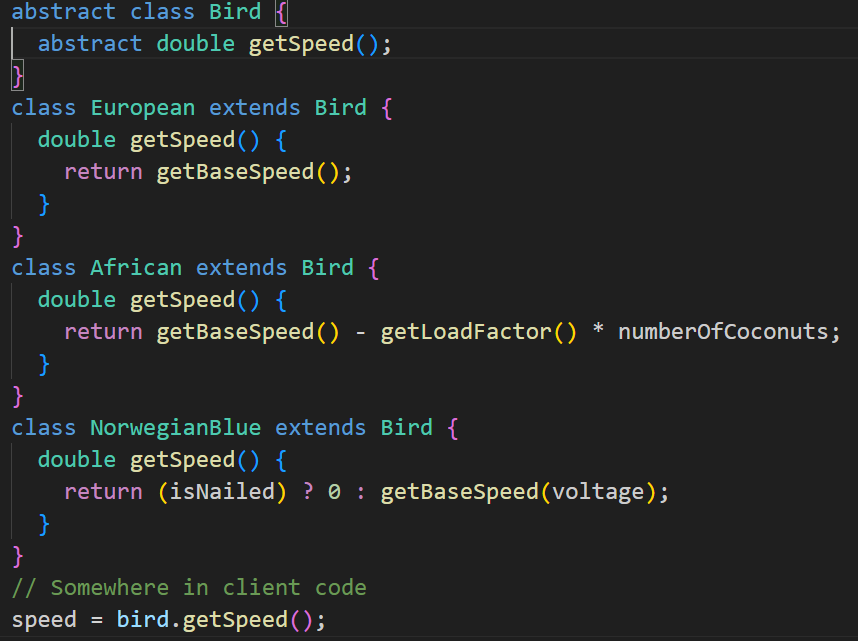 abstract class Bird {
  abstract double getSpeed();
}
class European extends Bird {
  double getSpeed() {
    return getBaseSpeed();
  }
}
class African extends Bird {
  double getSpeed() {
    return getBaseSpeed() - getLoadFactor() * numberOfCoconuts;
  }
}
class NorwegianBlue extends Bird {
  double getSpeed() {
    return (isNailed) ? 0 : getBaseSpeed(voltage);
  }
}
// Somewhere in client code
speed = bird.getSpeed();